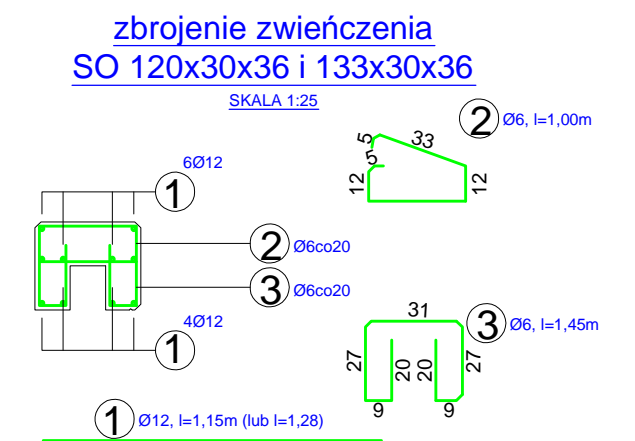 zbrojenie zwieńczenia
SO 120x30x36 i 133x30x36
SKALA 1:25
6Ø12
1
2 Ø6co20
3 Ø6co20
4Ø12
1
2 Ø6, l=1,00m
5
33
5
12
12
3 Ø6, l=1,45m
31
27
20
20
27
9
9
1 Ø12, l=1,15m (lub l=1,28)